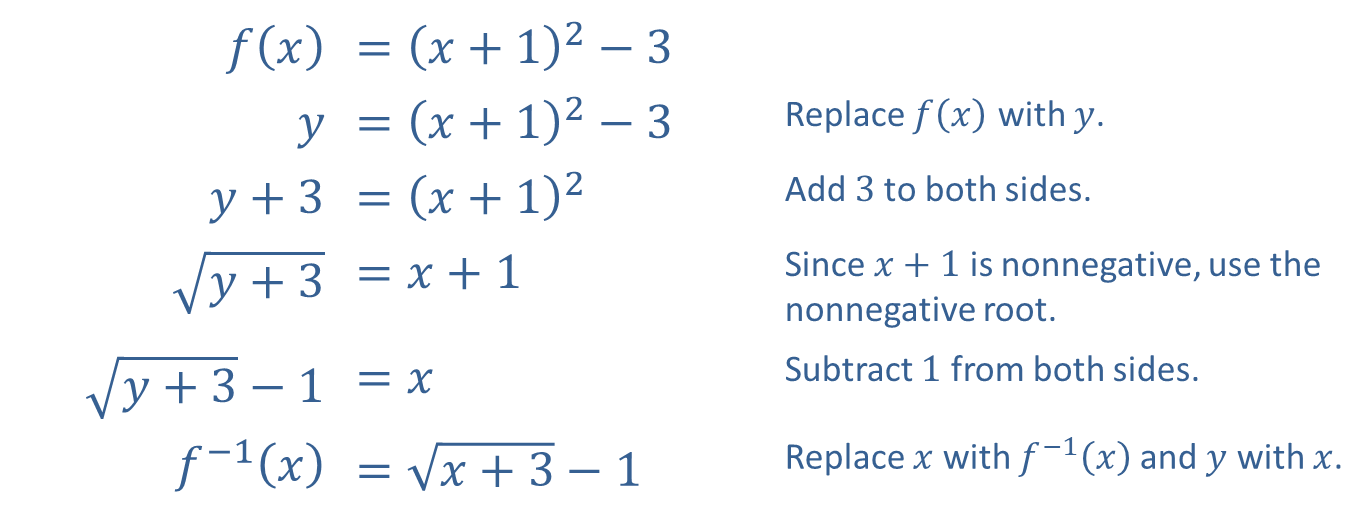 f(x) = (x + 1)² − 3
y = (x + 1)² − 3 Replace f(x) with y.
y + 3 = (x + 1)² Add 3 to both sides.
√(y + 3) = x + 1 Since x + 1 is nonnegative, use the
nonnegative root.
√(y + 3) − 1 = x Subtract 1 from both sides.
f⁻¹(x) = √(x + 3) − 1 Replace x with f⁻¹(x) and y with x.